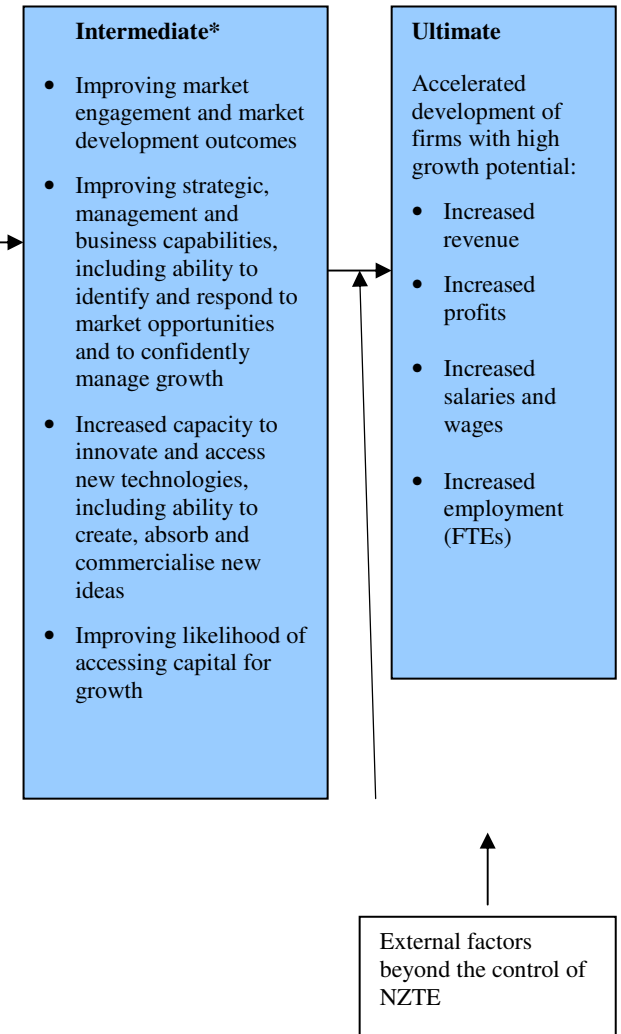 Intermediate*
• Improving market
engagement and market
development outcomes
• Improving strategic,
management and
business capabilities,
including ability to
identify and respond to
market opportunities
and to confidently
manage growth
• Increased capacity to
innovate and access
new technologies,
including ability to
create, absorb and
commercialise new
ideas
• Improving likelihood of
accessing capital for
growth
Ultimate
Accelerated
development of
firms with high
growth potential:
• Increased
revenue
• Increased
profits
• Increased
salaries and
wages
• Increased
employment
(FTEs)
External factors
beyond the control of
NZTE